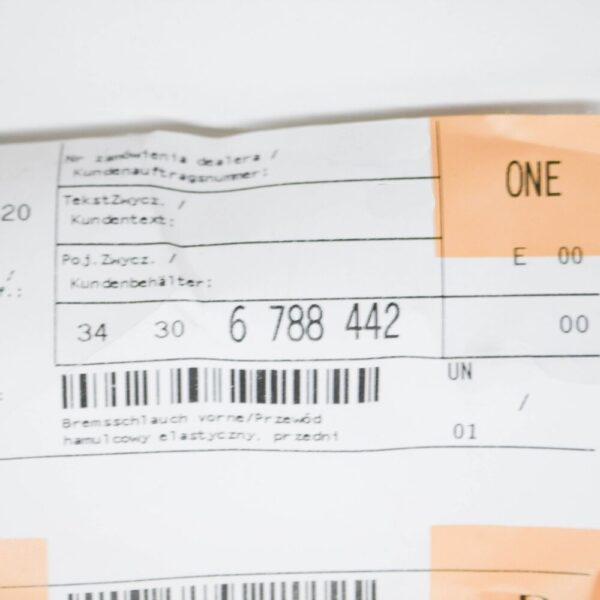 Nr zamówienia dealera /
Kundenauftragsnummer:
ONE
20
TekstZwycz. /
Kundentext:
E 00
Poj.Zwycz. /
Kundenbehälter:
/
.:
34 30 6 788 442
00
UN
/
Bremsschlauch vorne/Przewód
hamulcowy elastyczny, przedni
01